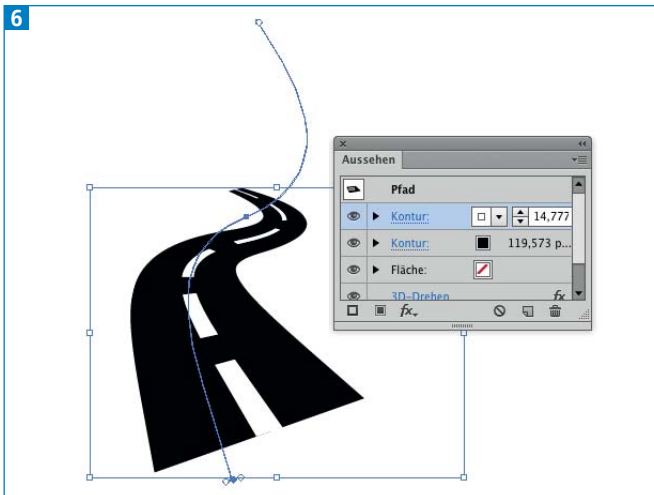 6
Aussehen
Pfad
Kontur: 14,777
Kontur: 119,573 p...
Fläche:
3D-Drehen fx
fx.